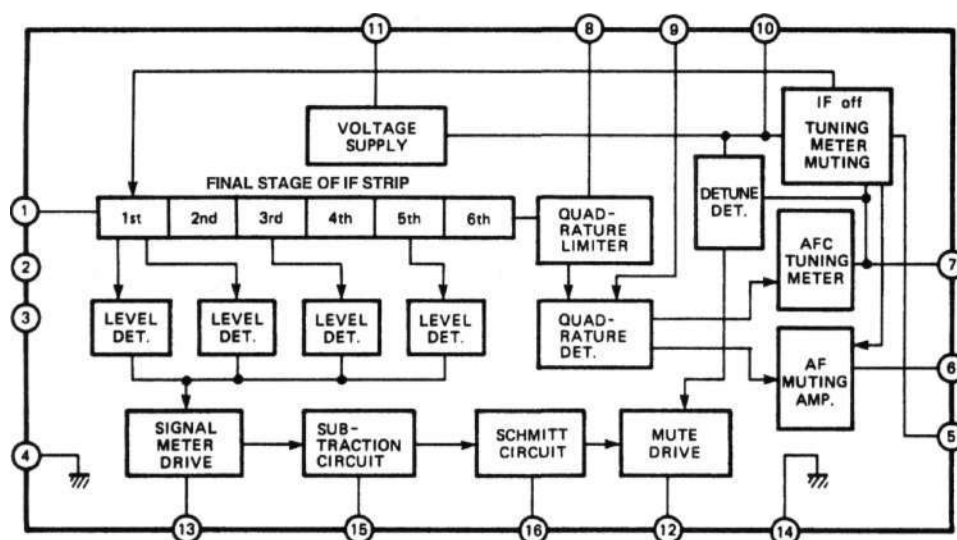 11
8
9
10
VOLTAGE
SUPPLY
IF off
TUNING
METER
MUTING
FINAL STAGE OF IF STRIP
DETUNE
DET.
1
1st
2nd
3rd
4th
5th
6th
QUAD-
RATURE
LIMITER
2
AFC
TUNING
METER
7
3
LEVEL
DET.
LEVEL
DET.
LEVEL
DET.
LEVEL
DET.
QUAD-
RATURE
DET.
AF
MUTING
AMP.
6
4
SIGNAL
METER
DRIVE
SUB-
TRACTION
CIRCUIT
SCHMITT
CIRCUIT
MUTE
DRIVE
5
13
15
16
12
14